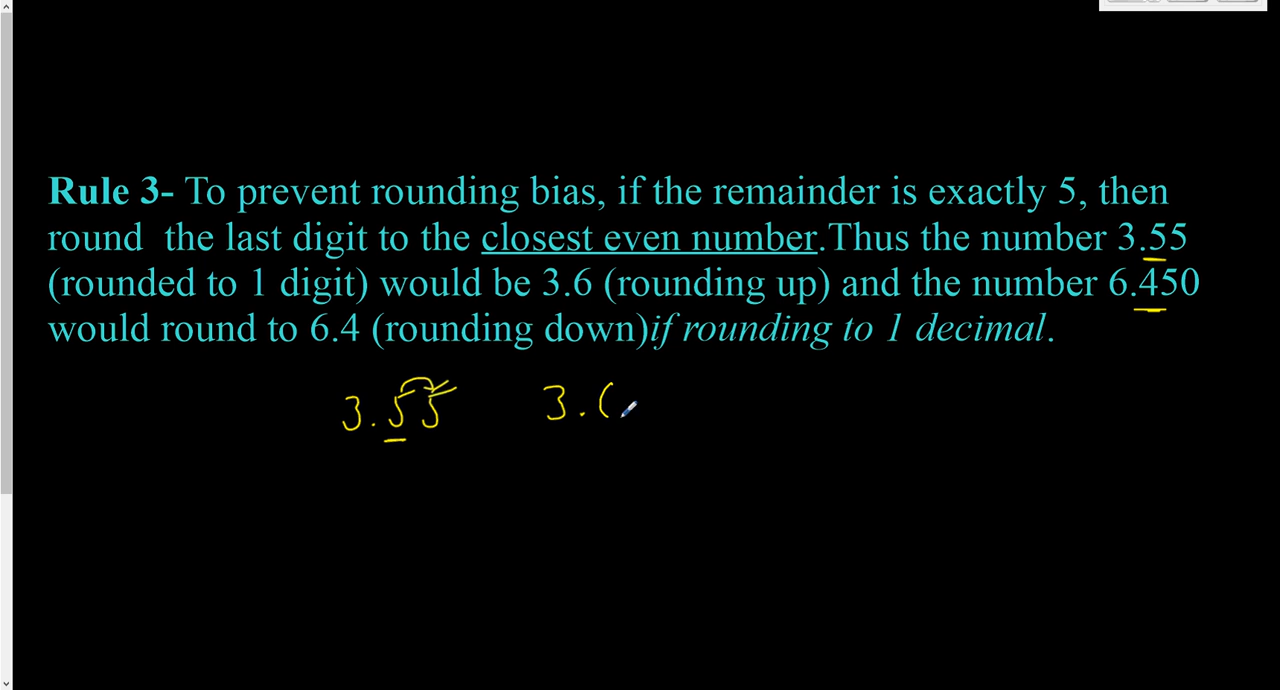 Rule 3- To prevent rounding bias, if the remainder is exactly 5, then
round the last digit to the closest even number.Thus the number 3.55
(rounded to 1 digit) would be 3.6 (rounding up) and the number 6.450
would round to 6.4 (rounding down)if rounding to 1 decimal.
3.55 3.